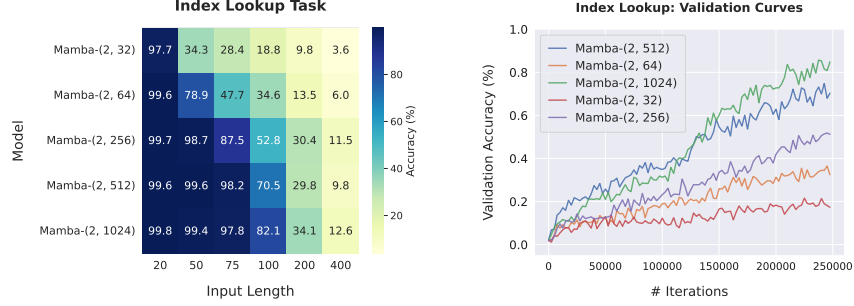 Index Lookup Task
Model
Mamba-(2, 32) 97.7 34.3 28.4 18.8 9.8 3.6
Mamba-(2, 64) 99.6 78.9 47.7 34.6 13.5 6.0
Mamba-(2, 256) 99.7 98.7 87.5 52.8 30.4 11.5
Mamba-(2, 512) 99.6 99.6 98.2 70.5 29.8 9.8
Mamba-(2, 1024) 99.8 99.4 97.8 82.1 34.1 12.6
20 50 75 100 200 400
Input Length
80
60
40
20
Accuracy (%)
Index Lookup: Validation Curves
Validation Accuracy (%)
1.0
0.8
0.6
0.4
0.2
0.0
Mamba-(2, 512)
Mamba-(2, 64)
Mamba-(2, 1024)
Mamba-(2, 32)
Mamba-(2, 256)
0 50000 100000 150000 200000 250000
# Iterations